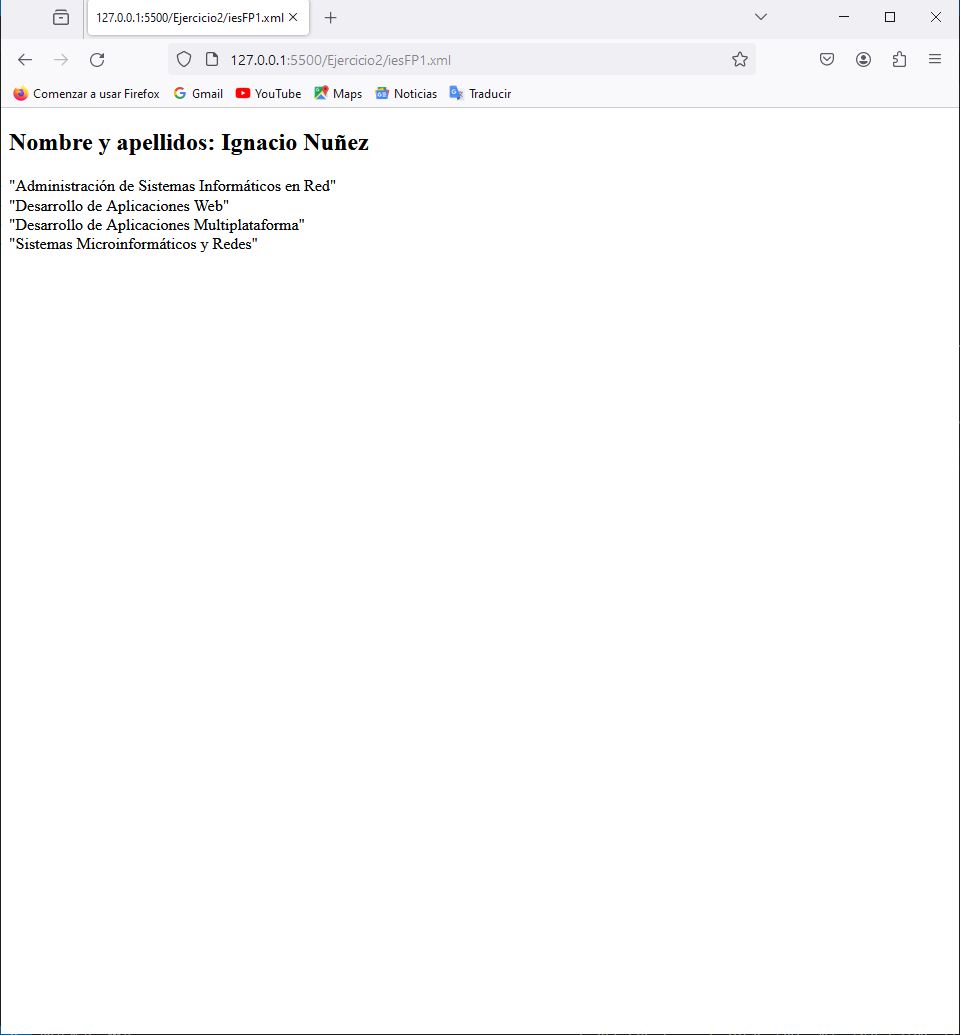 127.0.0.1:5500/Ejercicio2/iesFP1.xml
127.0.0.1:5500/Ejercicio2/iesFP1.xml
Comenzar a usar Firefox Gmail YouTube Maps Noticias Traducir
Nombre y apellidos: Ignacio Nuñez
"Administración de Sistemas Informáticos en Red"
"Desarrollo de Aplicaciones Web"
"Desarrollo de Aplicaciones Multiplataforma"
"Sistemas Microinformáticos y Redes"